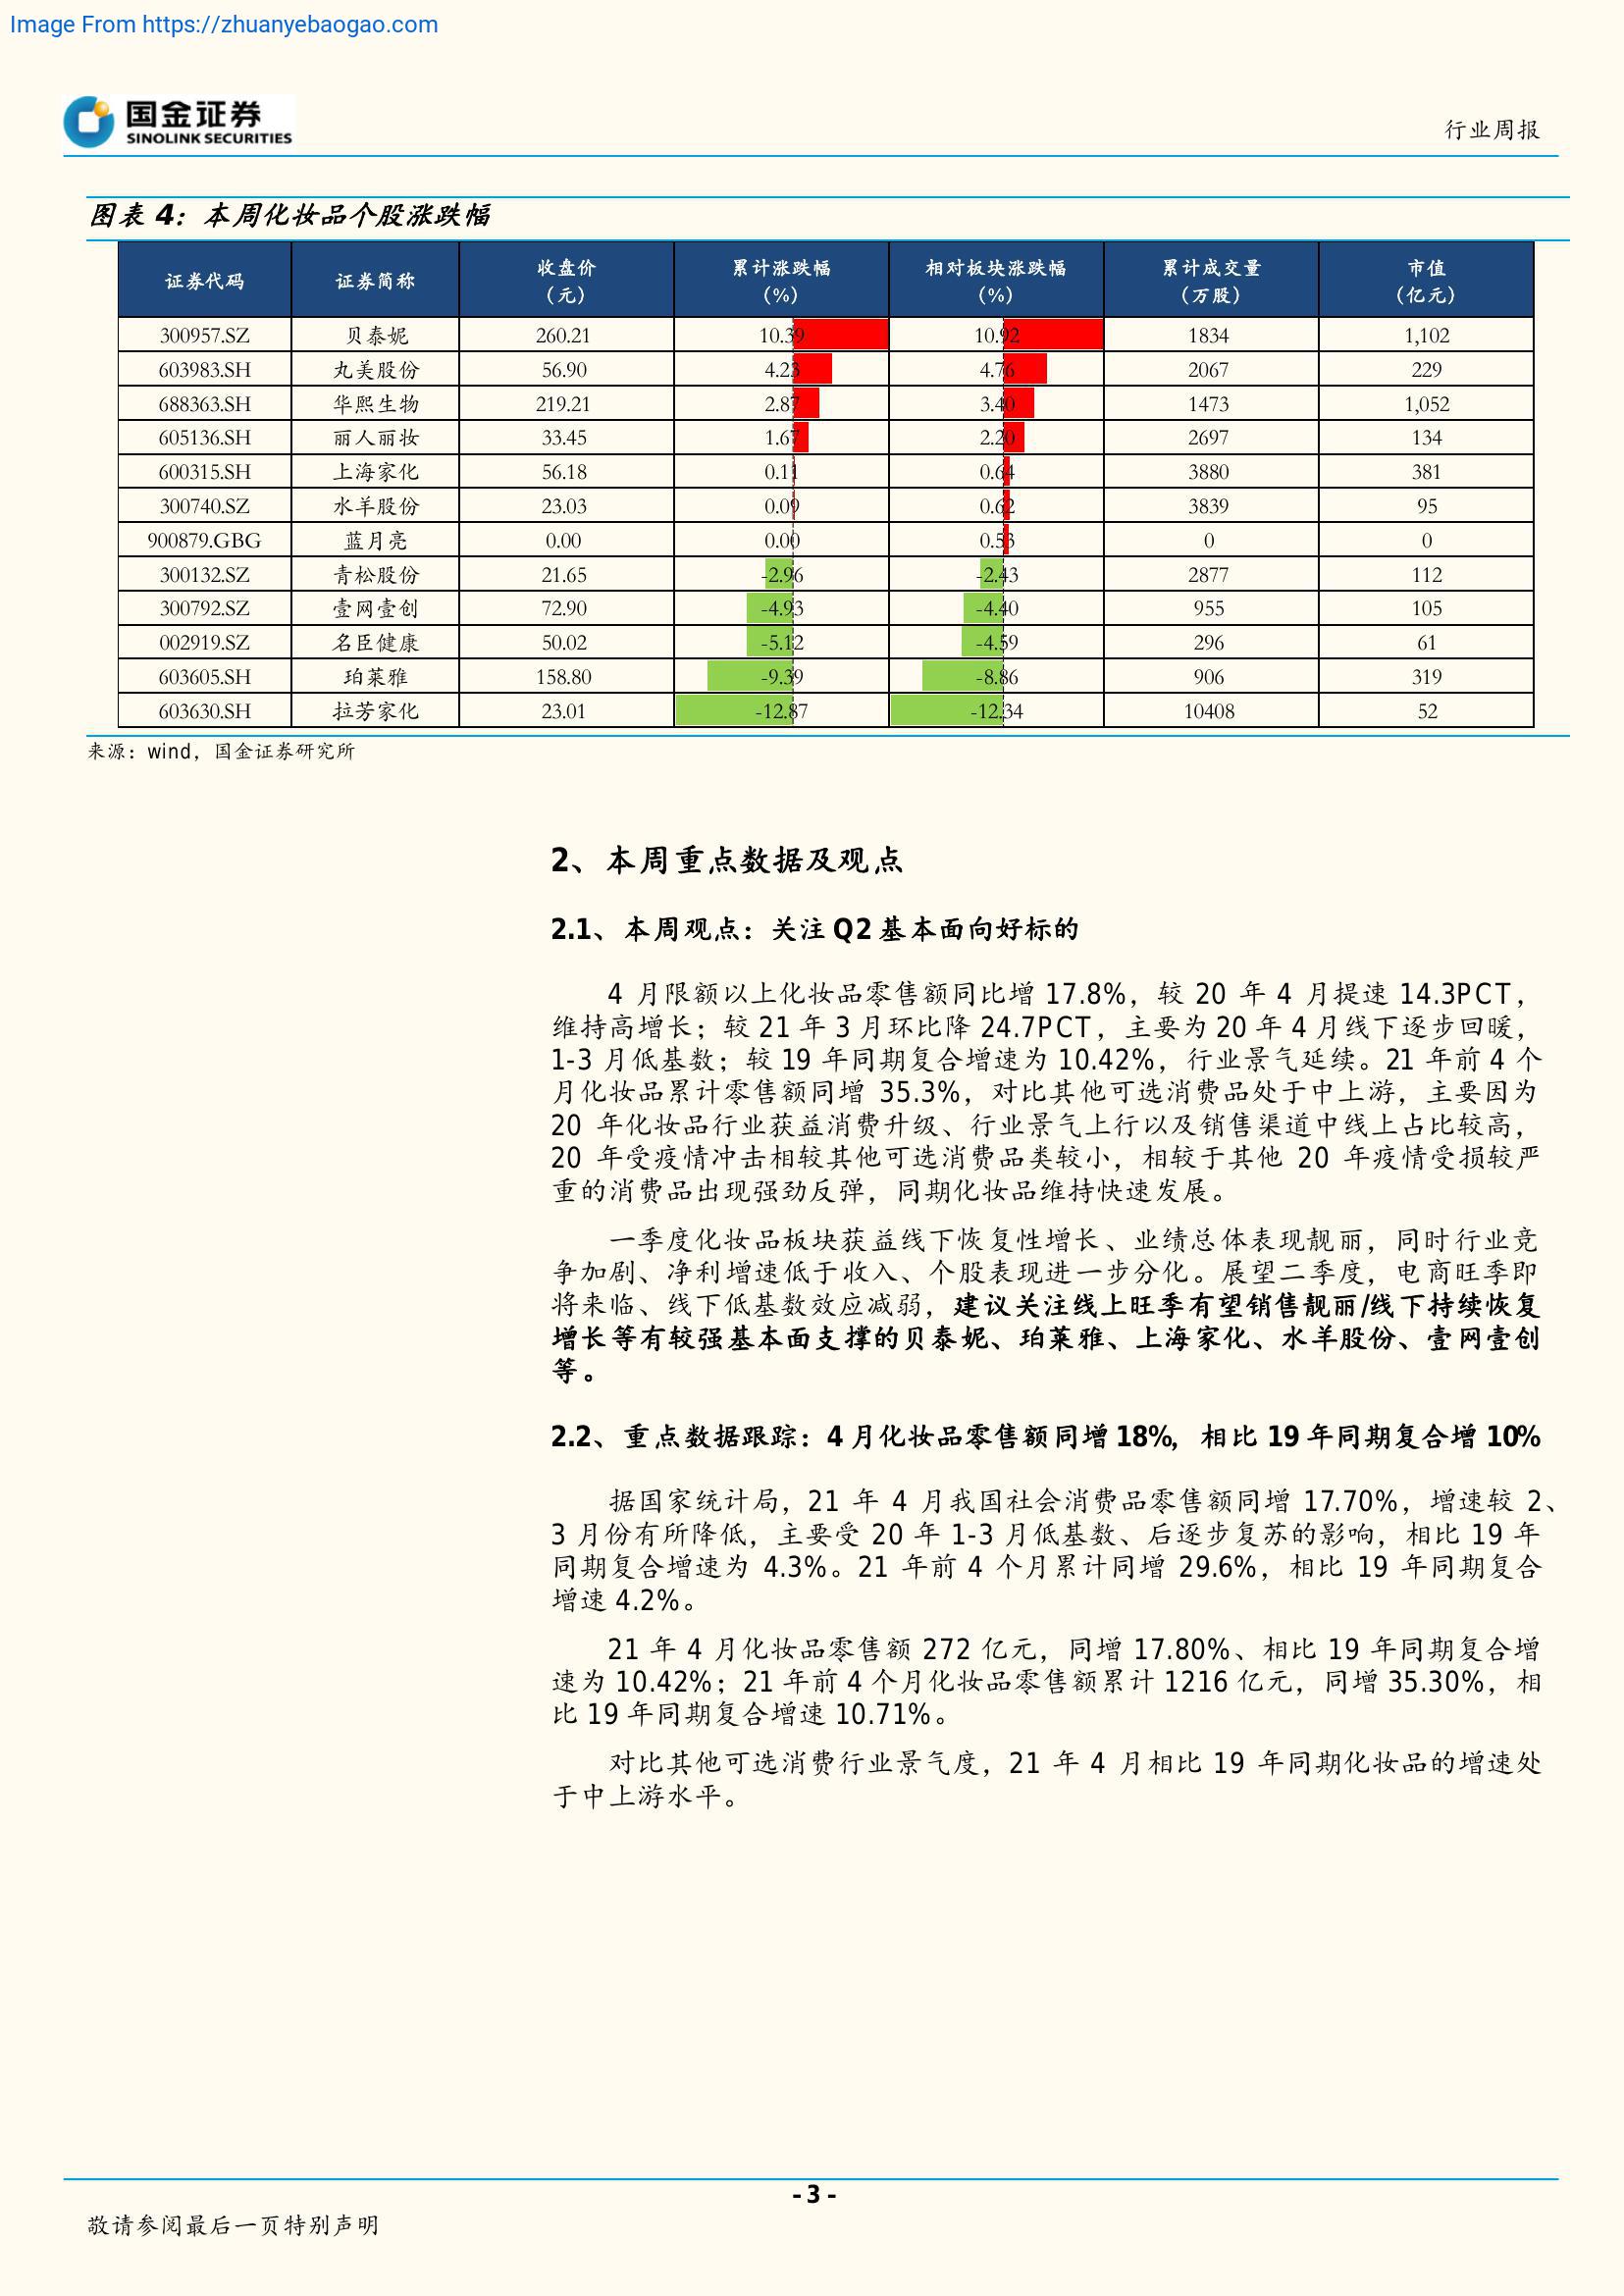 Image From https://zhuanyebaogao.com
国金证券
SINOLINK SECURITIES
行业周报
图表 4：本周化妆品个股涨跌幅
证券代码 证券简称 收盘价（元） 累计涨跌幅（%） 相对板块涨跌幅（%） 累计成交量（万股） 市值（亿元）
300957.SZ 贝泰妮 260.21 10.39 10.92 1834 1,102
603983.SH 丸美股份 56.90 4.23 4.76 2067 229
688363.SH 华熙生物 219.21 2.87 3.40 1473 1,052
605136.SH 丽人丽妆 33.45 1.67 2.20 2697 134
600315.SH 上海家化 56.18 0.11 0.64 3880 381
300740.SZ 水羊股份 23.03 0.09 0.62 3839 95
900879.GBG 蓝月亮 0.00 0.00 0.53 0 0
300132.SZ 青松股份 21.65 -2.96 -2.43 2877 112
300792.SZ 壹网壹创 72.90 -4.93 -4.40 955 105
002919.SZ 名臣健康 50.02 -5.12 -4.59 296 61
603605.SH 珀莱雅 158.80 -9.39 -8.86 906 319
603630.SH 拉芳家化 23.01 -12.87 -12.34 10408 52
来源：wind，国金证券研究所
2、本周重点数据及观点
2.1、本周观点：关注 Q2 基本面向好标的
4 月限额以上化妆品零售额同比增 17.8%，较 20 年 4 月提速 14.3PCT，
维持高增长；较 21 年 3 月环比降 24.7PCT，主要为 20 年 4 月线下逐步回暖，
1-3 月低基数；较 19 年同期复合增速为 10.42%，行业景气延续。21 年前 4 个
月化妆品累计零售额同增 35.3%，对比其他可选消费品处于中上游，主要因为
20 年化妆品行业获益消费升级、行业景气上行以及销售渠道中线上占比较高，
20 年受疫情冲击相较其他可选消费品类较小，相较于其他 20 年疫情受损较严
重的消费品出现强劲反弹，同期化妆品维持快速发展。
一季度化妆品板块获益线下恢复性增长、业绩总体表现靓丽，同时行业竞
争加剧、净利增速低于收入、个股表现进一步分化。展望二季度，电商旺季即
将来临、线下低基数效应减弱，建议关注线上旺季有望销售靓丽/线下持续恢复
增长等有较强基本面支撑的贝泰妮、珀莱雅、上海家化、水羊股份、壹网壹创
等。
2.2、重点数据跟踪：4 月化妆品零售额同增 18%，相比 19 年同期复合增 10%
据国家统计局，21 年 4 月我国社会消费品零售额同增 17.70%，增速较 2、
3 月份有所降低，主要受 20 年 1-3 月低基数、后逐步复苏的影响，相比 19 年
同期复合增速为 4.3%。21 年前 4 个月累计同增 29.6%，相比 19 年同期复合
增速 4.2%。
21 年 4 月化妆品零售额 272 亿元，同增 17.80%、相比 19 年同期复合增
速为 10.42%；21 年前 4 个月化妆品零售额累计 1216 亿元，同增 35.30%，相
比 19 年同期复合增速 10.71%。
对比其他可选消费行业景气度，21 年 4 月相比 19 年同期化妆品的增速处
于中上游水平。
- 3 -
敬请参阅最后一页特别声明